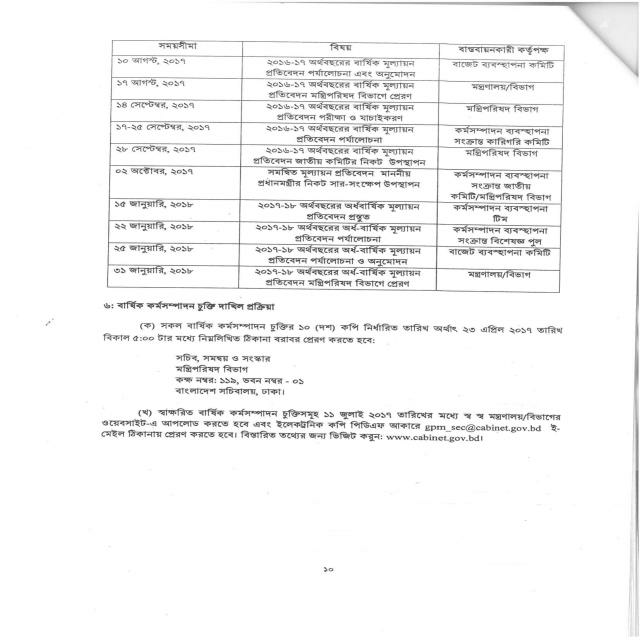 সময়সীমা বিষয় বাস্তবায়নকারী কর্তৃপক্ষ
১০ আগস্ট, ২০১৭ ২০১৬-১৭ অর্থবছরের বার্ষিক মূল্যায়ন বাজেট ব্যবস্থাপনা কমিটি
প্রতিবেদন পর্যালোচনা এবং অনুমোদন
১৭ আগস্ট, ২০১৭ ২০১৬-১৭ অর্থবছরের বার্ষিক মূল্যায়ন মন্ত্রণালয়/বিভাগ
প্রতিবেদন মন্ত্রিপরিষদ বিভাগে প্রেরণ
১৪ সেপ্টেম্বর, ২০১৭ ২০১৬-১৭ অর্থবছরের বার্ষিক মূল্যায়ন মন্ত্রিপরিষদ বিভাগ
প্রতিবেদন পরীক্ষা ও যাচাইকরণ
১৭-২৫ সেপ্টেম্বর, ২০১৭ ২০১৬-১৭ অর্থবছরের বার্ষিক মূল্যায়ন কর্মসম্পাদন ব্যবস্থাপনা
প্রতিবেদন পর্যালোচনা সংক্রান্ত কারিগরি কমিটি
২৮ সেপ্টেম্বর, ২০১৭ ২০১৬-১৭ অর্থবছরের বার্ষিক মূল্যায়ন মন্ত্রিপরিষদ বিভাগ
প্রতিবেদন জাতীয় কমিটির নিকট উপস্থাপন
০২ অক্টোবর, ২০১৭ সমন্বিত মূল্যায়ন প্রতিবেদন মাননীয় কর্মসম্পাদন ব্যবস্থাপনা
প্রধানমন্ত্রীর নিকট সার-সংক্ষেপ উপস্থাপন সংক্রান্ত জাতীয়
কমিটি/মন্ত্রিপরিষদ বিভাগ
১৫ জানুয়ারি, ২০১৮ ২০১৭-১৮ অর্থবছরের অর্ধবার্ষিক মূল্যায়ন কর্মসম্পাদন ব্যবস্থাপনা
প্রতিবেদন প্রস্তুত টিম
২২ জানুয়ারি, ২০১৮ ২০১৭-১৮ অর্থবছরের অর্ধ-বার্ষিক মূল্যায়ন কর্মসম্পাদন ব্যবস্থাপনা
প্রতিবেদন পর্যালোচনা সংক্রান্ত বিশেষজ্ঞ পুল
২৫ জানুয়ারি, ২০১৮ ২০১৭-১৮ অর্থবছরের অর্ধ-বার্ষিক মূল্যায়ন বাজেট ব্যবস্থাপনা কমিটি
প্রতিবেদন পর্যালোচনা ও অনুমোদন
৩১ জানুয়ারি, ২০১৮ ২০১৭-১৮ অর্থবছরের অর্ধ-বার্ষিক মূল্যায়ন মন্ত্রণালয়/বিভাগ
প্রতিবেদন মন্ত্রিপরিষদ বিভাগে প্রেরণ
৬: বার্ষিক কর্মসম্পাদন চুক্তি দাখিল প্রক্রিয়া
(ক) সকল বার্ষিক কর্মসম্পাদন চুক্তির ১০ (দশ) কপি নির্ধারিত তারিখ অর্থাৎ ২৩ এপ্রিল ২০১৭ তারিখ
বিকাল ৫:০০ টার মধ্যে নিম্নলিখিত ঠিকানা বরাবর প্রেরণ করতে হবে:
সচিব, সমন্বয় ও সংস্কার
মন্ত্রিপরিষদ বিভাগ
কক্ষ নম্বর: ১১৯, ভবন নম্বর - ০১
বাংলাদেশ সচিবালয়, ঢাকা।
(খ) স্বাক্ষরিত বার্ষিক কর্মসম্পাদন চুক্তিসমূহ ১১ জুলাই ২০১৭ তারিখের মধ্যে স্ব স্ব মন্ত্রণালয়/বিভাগের
ওয়েবসাইট-এ আপলোড করতে হবে এবং ইলেকট্রনিক কপি পিডিএফ আকারে gpm_sec@cabinet.gov.bd ই-
মেইল ঠিকানায় প্রেরণ করতে হবে। বিস্তারিত তথ্যের জন্য ভিজিট করুন: www.cabinet.gov.bd।
১০